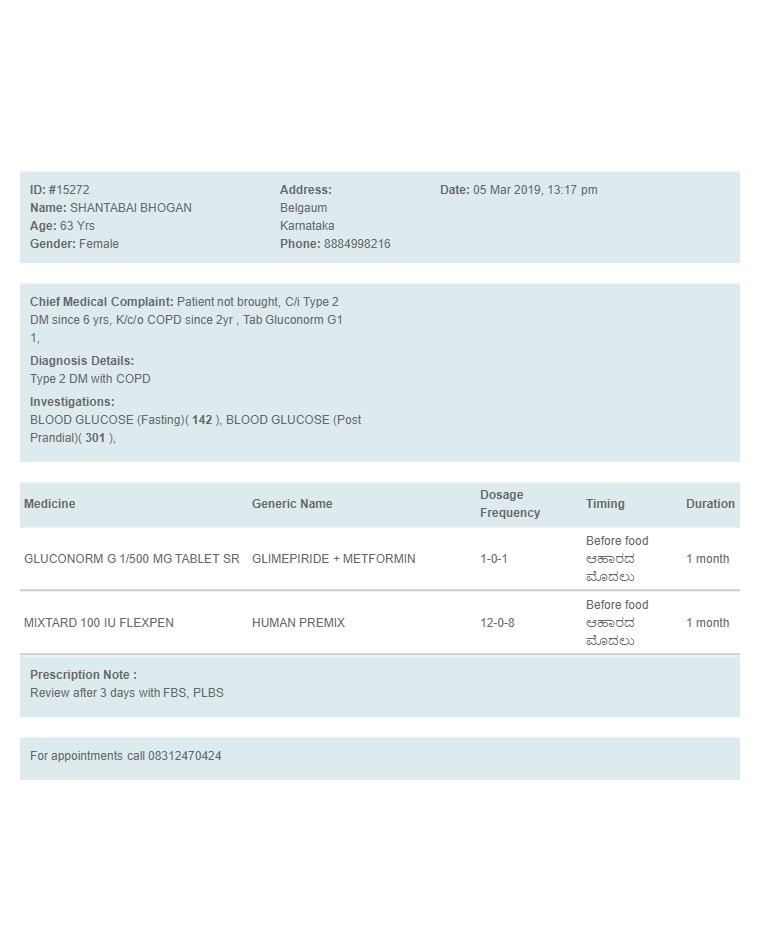 ID: #15272
Name: SHANTABAI BHOGAN
Age: 63 Yrs
Gender: Female
Address:
Belgaum
Karnataka
Phone: 8884998216
Date: 05 Mar 2019, 13:17 pm
Chief Medical Complaint: Patient not brought, C/i Type 2
DM since 6 yrs, K/c/o COPD since 2yr , Tab Gluconorm G1
1,
Diagnosis Details:
Type 2 DM with COPD
Investigations:
BLOOD GLUCOSE (Fasting)( 142 ), BLOOD GLUCOSE (Post
Prandial)( 301 ),
Medicine Generic Name Dosage Frequency Timing Duration
GLUCONORM G 1/500 MG TABLET SR GLIMEPIRIDE + METFORMIN 1-0-1 Before food ಆಹಾರದ ಮೊದಲು 1 month
MIXTARD 100 IU FLEXPEN HUMAN PREMIX 12-0-8 Before food ಆಹಾರದ ಮೊದಲು 1 month
Prescription Note :
Review after 3 days with FBS, PLBS
For appointments call 08312470424